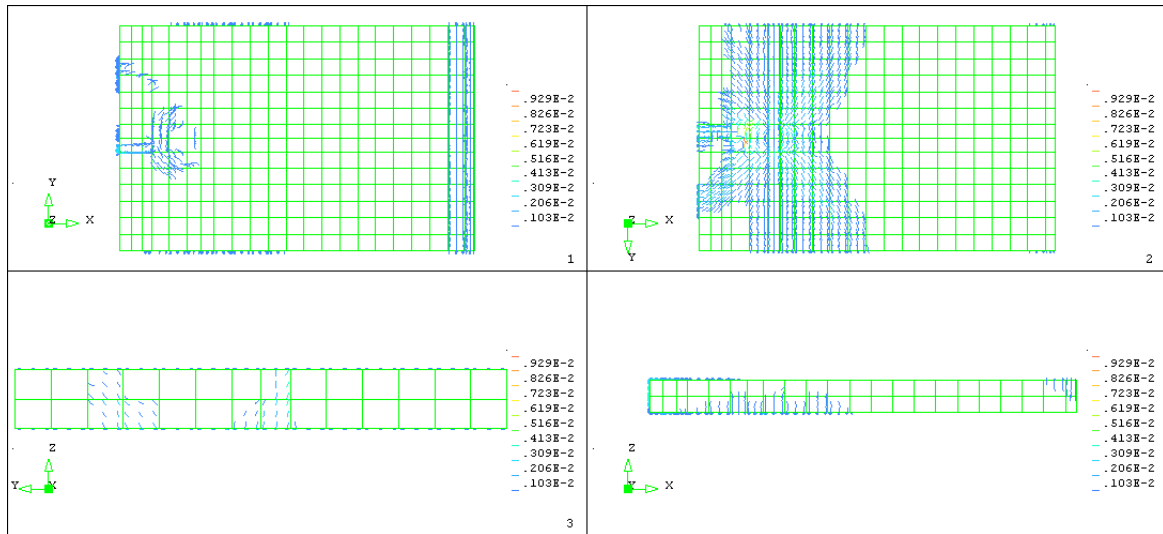 .929E-2
.826E-2
.723E-2
.619E-2
.516E-2
.413E-2
.309E-2
.206E-2
.103E-2
Y
Z X
1
.929E-2
.826E-2
.723E-2
.619E-2
.516E-2
.413E-2
.309E-2
.206E-2
.103E-2
Z X
Y
2
.929E-2
.826E-2
.723E-2
.619E-2
.516E-2
.413E-2
.309E-2
.206E-2
.103E-2
Z
Y X
3
.929E-2
.826E-2
.723E-2
.619E-2
.516E-2
.413E-2
.309E-2
.206E-2
.103E-2
Z
Y X